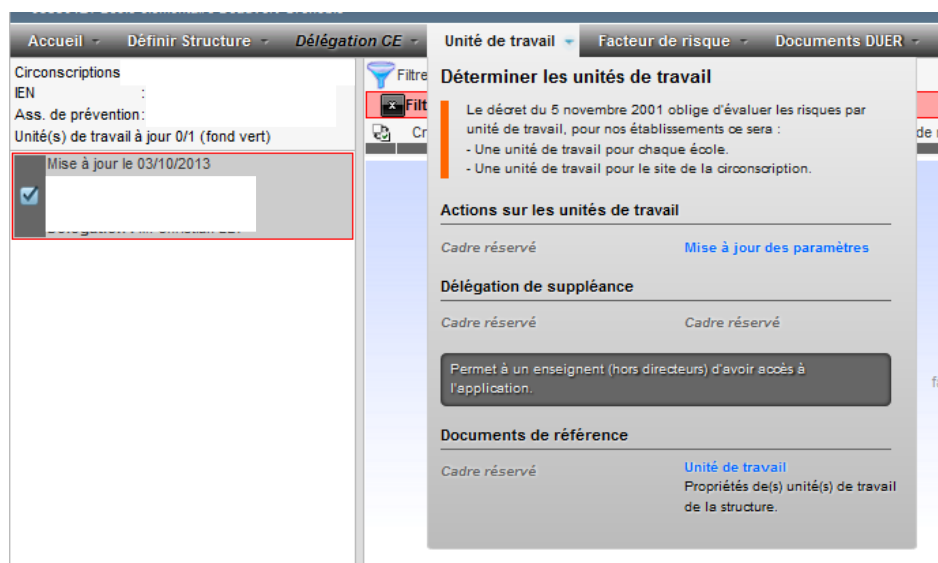 Accueil Définir Structure Délégation CE Unité de travail Facteur de risque Documents DUER
Circonscriptions
IEN :
Ass. de prévention:
Unité(s) de travail à jour 0/1 (fond vert)
Mise à jour le 03/10/2013
Filtre
x Filt
Cr
Déterminer les unités de travail
Le décret du 5 novembre 2001 oblige d'évaluer les risques par
unité de travail, pour nos établissements ce sera :
- Une unité de travail pour chaque école.
- Une unité de travail pour le site de la circonscription.
Actions sur les unités de travail
Cadre réservé Mise à jour des paramètres
Délégation de suppléance
Cadre réservé Cadre réservé
Permet à un enseignent (hors directeurs) d'avoir accès à
l'application.
Documents de référence
Cadre réservé Unité de travail
Propriétés de(s) unité(s) de travail
de la structure.
de